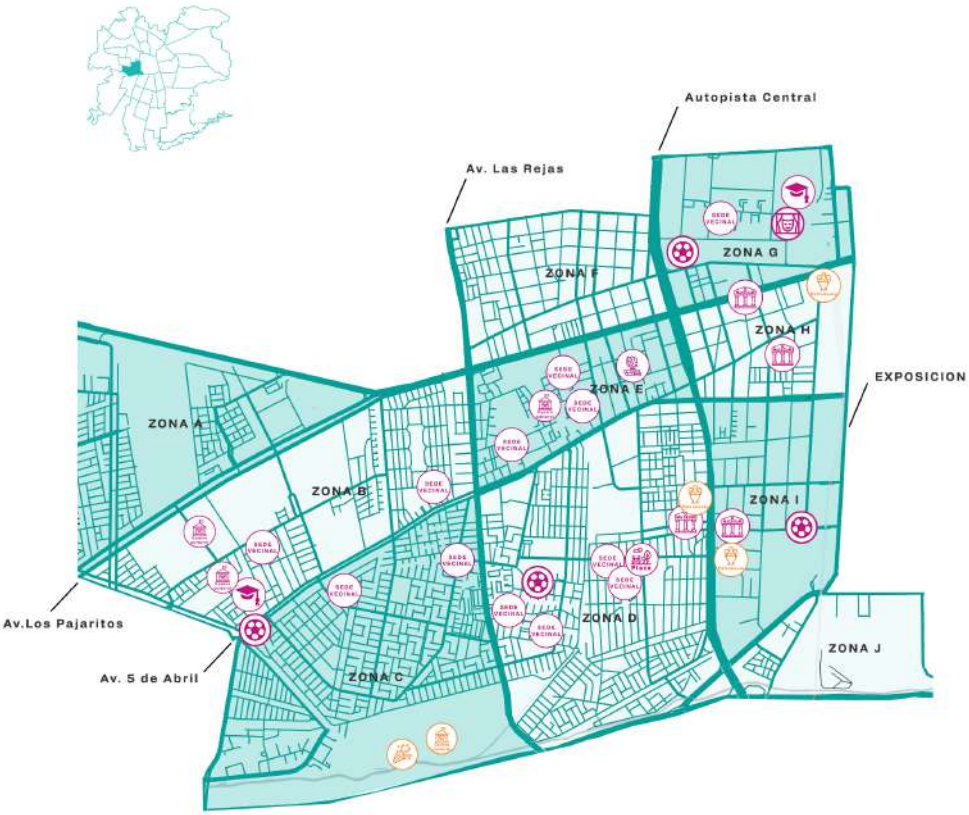 Autopista Central
Av. Las Rejas
SEDE
VECINAL
ZONA G
ZONA F
ZONA H
EXPOSICION
SEDE
VECINAL
ZONA E
SEDE
VECINAL
ZONA A
SEDE
VECINAL
ZONA B
SEDE
VECINAL
ZONA I
SEDE
VECINAL
SEDE
VECINAL
SEDE
VECINAL
Plaza
SEDE
VECINAL
SEDE
VECINAL
SEDE
VECINAL
ZONA D
Av.Los Pajaritos
SEDE
VECINAL
ZONA J
Av. 5 de Abril
ZONA C